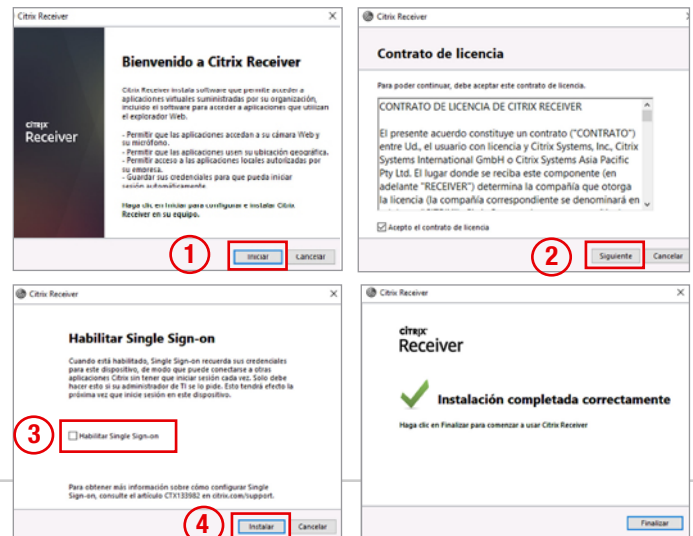 Citrix Receiver
Bienvenido a Citrix Receiver
Citrix Receiver instala software que permite acceder a
aplicaciones virtuales suministradas por su organización,
incluido el software para acceder a aplicaciones que utilizan
el explorador Web.
- Permitir que las aplicaciones accedan a su cámara Web y
su micrófono.
- Permitir que las aplicaciones usen su ubicación geográfica.
- Permitir acceso a las aplicaciones locales autorizadas por
su empresa.
- Guardar sus credenciales para que pueda iniciar
sesión automáticamente.
Haga clic en Iniciar para configurar e instalar Citrix
Receiver en su equipo.
citrix
Receiver
1
Iniciar
Cancelar
Citrix Receiver
Contrato de licencia
Para poder continuar, debe aceptar este contrato de licencia.
CONTRATO DE LICENCIA DE CITRIX RECEIVER
El presente acuerdo constituye un contrato ("CONTRATO")
entre Ud., el usuario con licencia y Citrix Systems, Inc., Citrix
Systems International GmbH o Citrix Systems Asia Pacific
Pty Ltd. El lugar donde se reciba este componente (en
adelante "RECEIVER") determina la compañía que otorga
la licencia (la compañía correspondiente se denominará en
Acepto el contrato de licencia
2
Siguiente
Cancelar
Citrix Receiver
Habilitar Single Sign-on
Cuando está habilitado, Single Sign-on recuerda sus credenciales
para este dispositivo, de modo que puede conectarse a otras
aplicaciones Citrix sin tener que iniciar sesión cada vez. Solo debe
hacer esto si su administrador de TI se lo pide. Esto tendrá efecto la
próxima vez que inicie sesión en este dispositivo.
3
Habilitar Single Sign-on
Para obtener más información sobre cómo configurar Single
Sign-on, consulte el artículo CTX133982 en citrix.com/support.
4
Instalar
Cancelar
Citrix Receiver
citrix
Receiver
Instalación completada correctamente
Haga clic en Finalizar para comenzar a usar Citrix Receiver
Finalizar